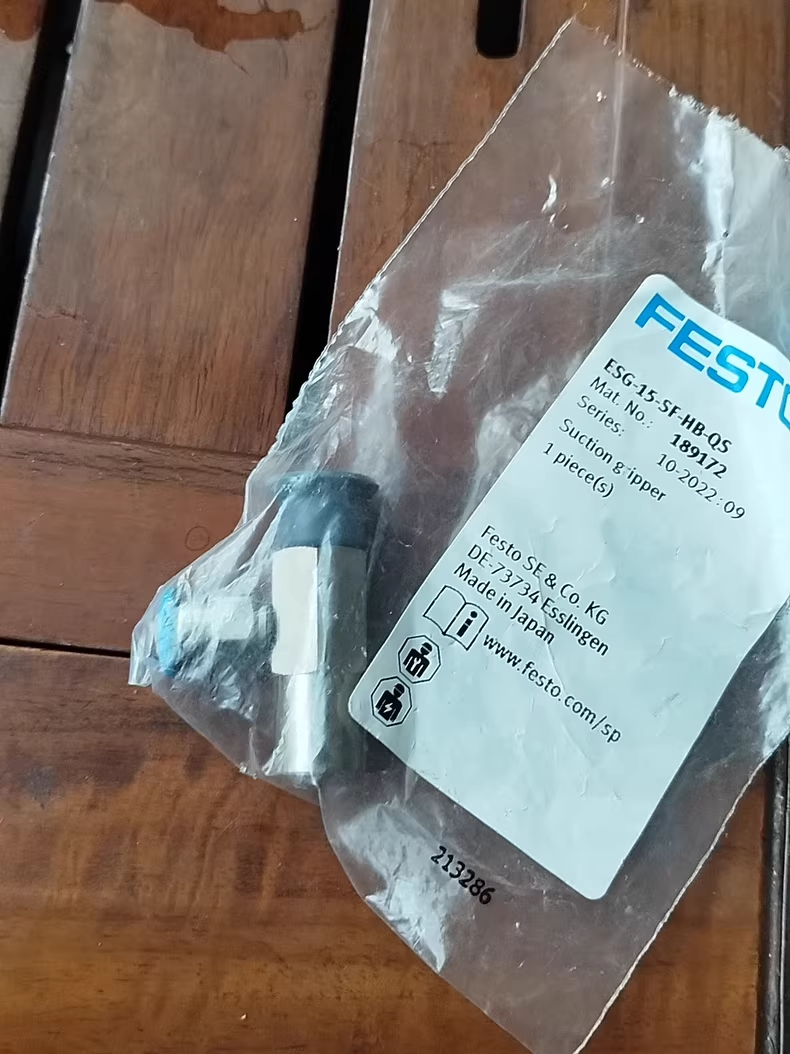 FESTO
ESG-15-SF-HB-QS
Mat. No.: 189172
Series: 10-2022:09
Suction gripper
1 piece(s)
Festo SE & Co. KG
DE-73734 Esslingen
Made in Japan
i
www.festo.com/sp
213286